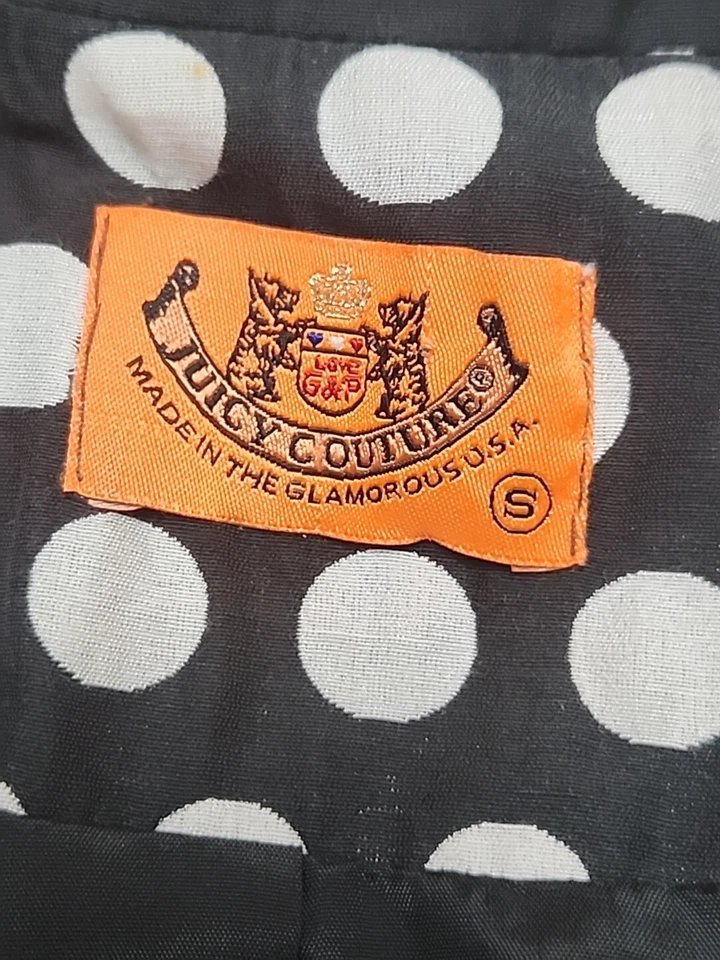 LOVE
G&P
JUICY COUTURE®
MADE IN THE GLAMOROUS U.S.A.
S